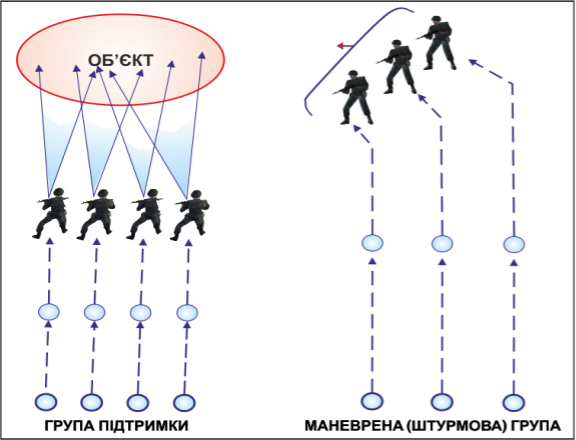 ОБ’ЄКТ
ГРУПА ПІДТРИМКИ
МАНЕВРЕНА (ШТУРМОВА) ГРУПА